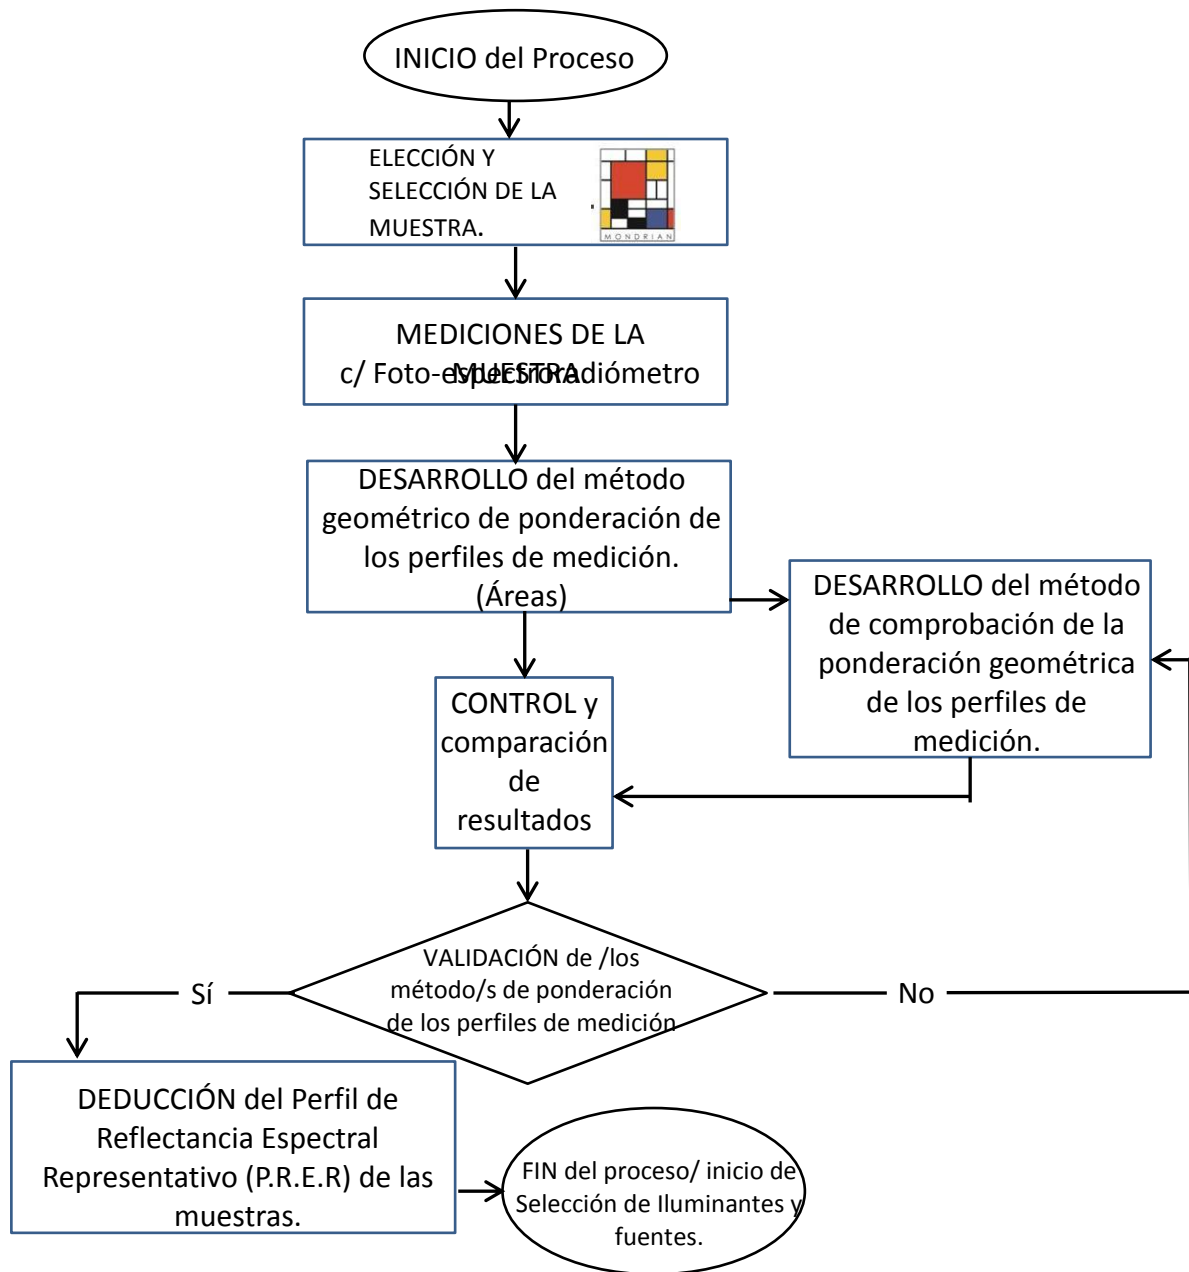 INICIO del Proceso
ELECCIÓN Y
SELECCIÓN DE LA
MUESTRA.
MONDRIAN
MEDICIONES DE LA
MUESTRA
c/ Foto-espectroradiómetro
DESARROLLO del método
geométrico de ponderación de
los perfiles de medición.
(Áreas)
DESARROLLO del método
de comprobación de la
ponderación geométrica
de los perfiles de
medición.
CONTROL y
comparación
de
resultados
VALIDACIÓN de /los
método/s de ponderación
de los perfiles de medición
Sí
No
DEDUCCIÓN del Perfil de
Reflectancia Espectral
Representativo (P.R.E.R) de las
muestras.
FIN del proceso/ inicio de
Selección de Iluminantes y
fuentes.